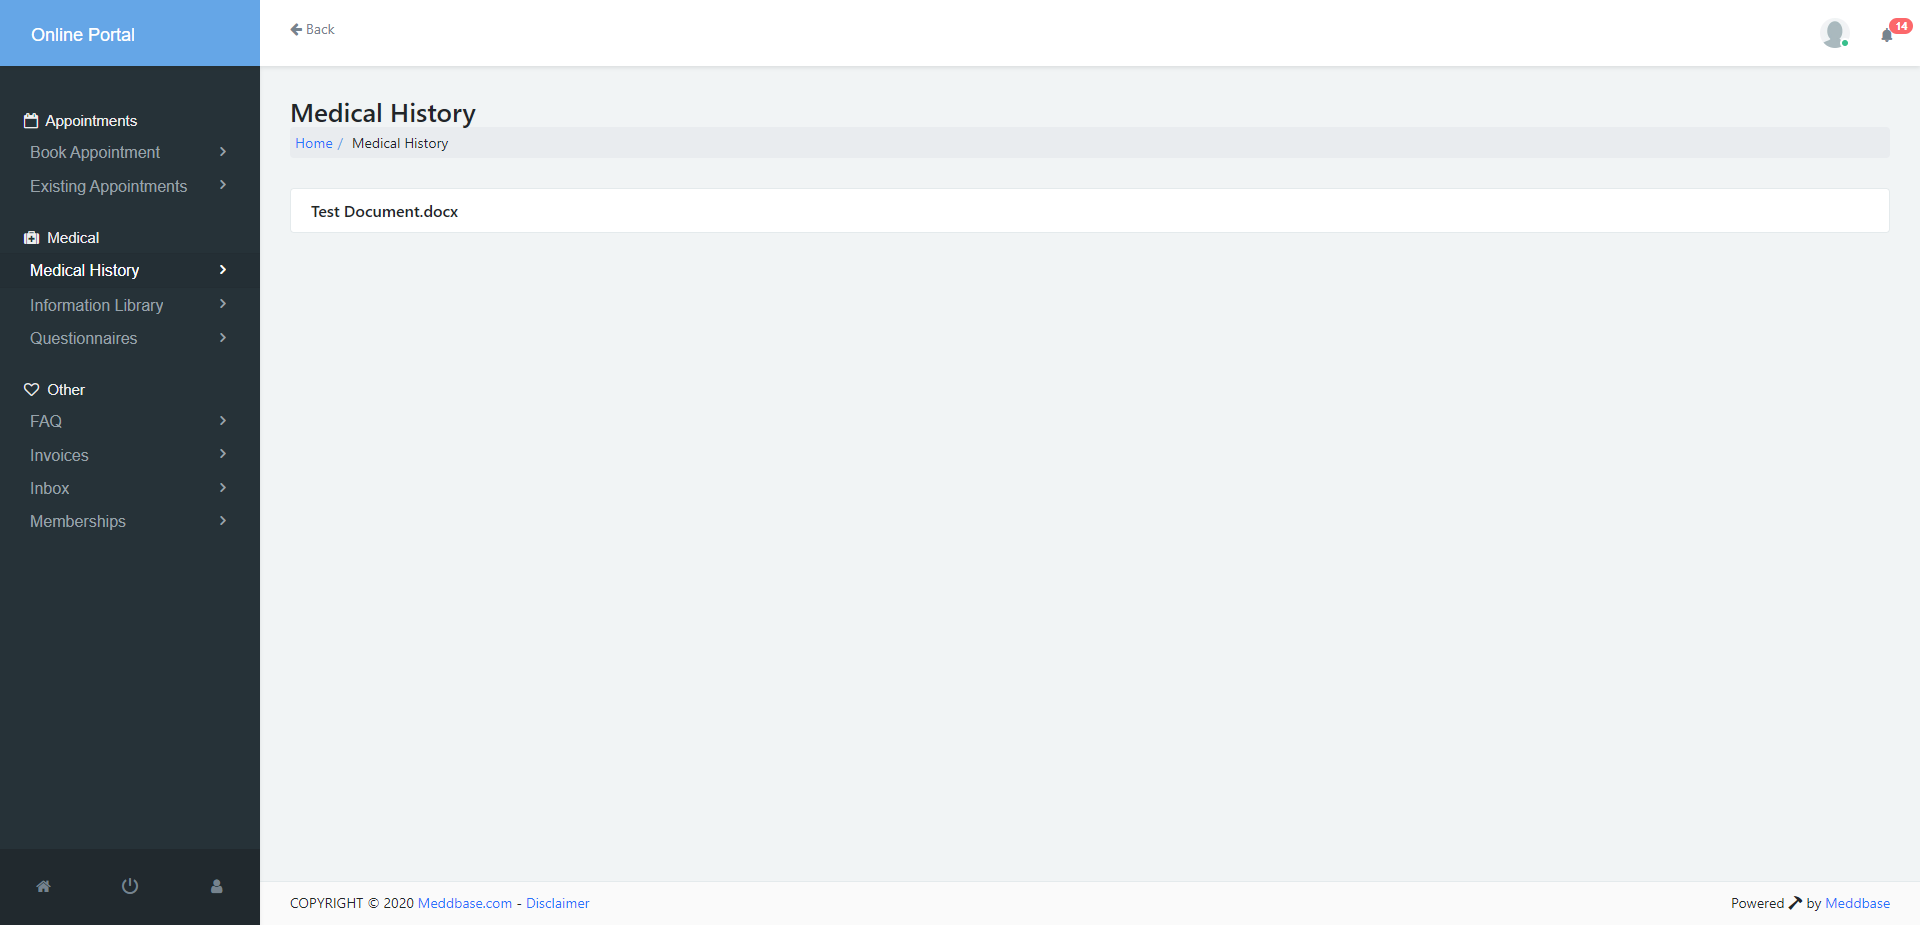 Online Portal
Back
14
Appointments
Book Appointment
Existing Appointments
Medical
Medical History
Information Library
Questionnaires
Other
FAQ
Invoices
Inbox
Memberships
Medical History
Home / Medical History
Test Document.docx
COPYRIGHT © 2020 Meddbase.com - Disclaimer
Powered by Meddbase